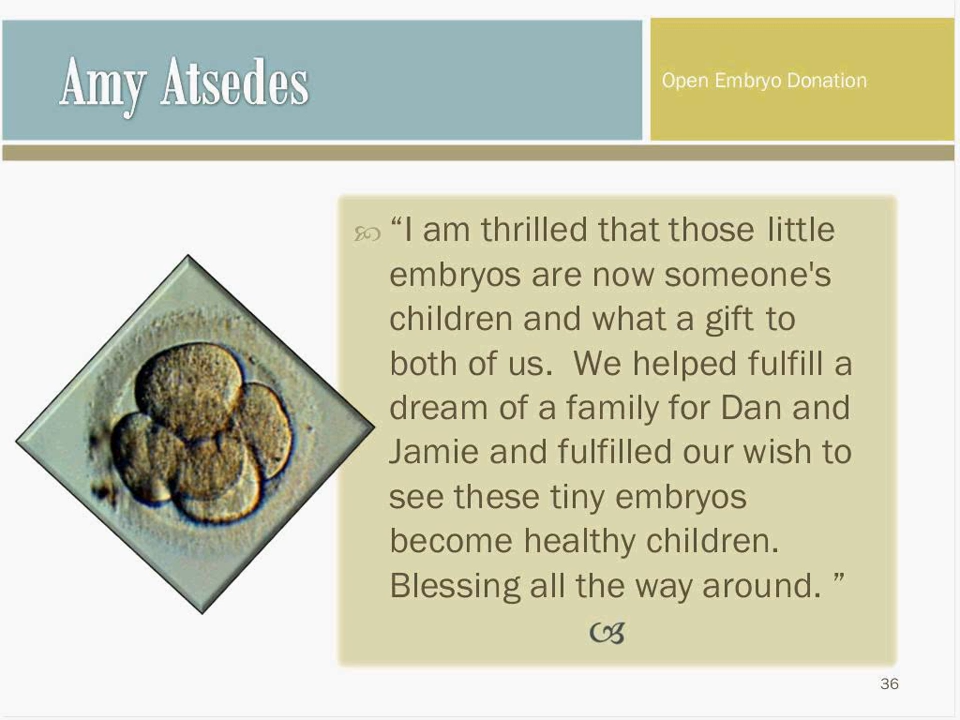 Amy Atsedes
Open Embryo Donation
“I am thrilled that those little
embryos are now someone's
children and what a gift to
both of us.  We helped fulfill a
dream of a family for Dan and
Jamie and fulfilled our wish to
see these tiny embryos
become healthy children.
Blessing all the way around. ”
36